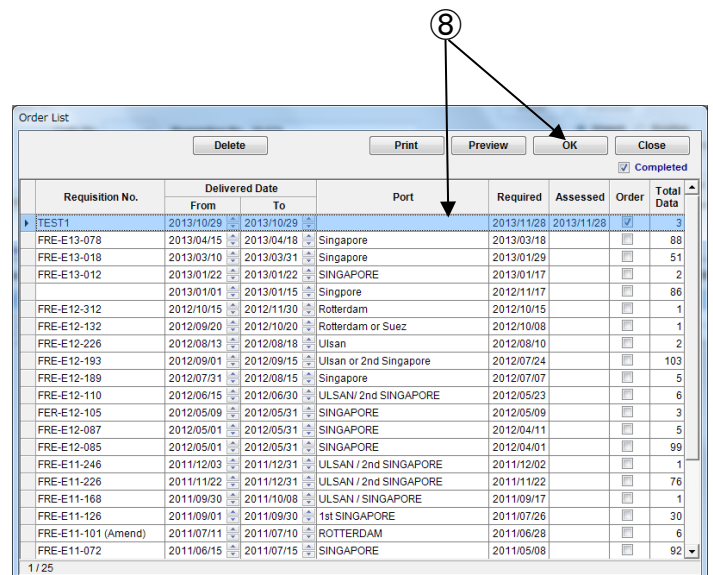 ⑧
Order List
Delete Print Preview OK Close
Completed
Requisition No. Delivered Date From To Port Required Assessed Order Total Data
TEST1 2013/10/29 2013/10/29 2013/11/28 2013/11/28 3
FRE-E13-078 2013/04/15 2013/04/18 Singapore 2013/03/18 88
FRE-E13-018 2013/03/10 2013/03/31 Singapore 2013/01/29 51
FRE-E13-012 2013/01/22 2013/01/22 SINGAPORE 2013/01/17 2
2013/01/01 2013/01/15 Singpore 2012/11/17 86
FRE-E12-312 2012/10/15 2012/11/30 Rotterdam 2012/10/15 1
FRE-E12-132 2012/09/20 2012/10/20 Rotterdam or Suez 2012/10/08 1
FRE-E12-226 2012/08/13 2012/08/18 Ulsan 2012/08/10 2
FRE-E12-193 2012/09/01 2012/09/15 Ulsan or 2nd Singapore 2012/07/24 103
FRE-E12-189 2012/07/31 2012/08/15 Singapore 2012/07/07 5
FRE-E12-110 2012/06/15 2012/06/30 ULSAN/ 2nd SINGAPORE 2012/05/23 6
FER-E12-105 2012/05/09 2012/05/31 SINGAPORE 2012/05/09 3
FRE-E12-087 2012/05/01 2012/05/31 SINGAPORE 2012/04/11 5
FRE-E12-085 2012/05/01 2012/05/31 SINGAPORE 2012/04/01 99
FRE-E11-246 2011/12/03 2011/12/31 ULSAN / 2nd SINGAPORE 2011/12/02 1
FRE-E11-226 2011/11/22 2011/12/31 ULSAN / 2nd SINGAPORE 2011/11/22 76
FRE-E11-168 2011/09/30 2011/10/08 ULSAN / SINGAPORE 2011/09/17 1
FRE-E11-126 2011/09/01 2011/09/30 1st SINGAPORE 2011/07/26 30
FRE-E11-101 (Amend) 2011/07/11 2011/07/10 ROTTERDAM 2011/06/28 6
FRE-E11-072 2011/06/15 2011/07/15 SINGAPORE 2011/05/08 92
1 / 25